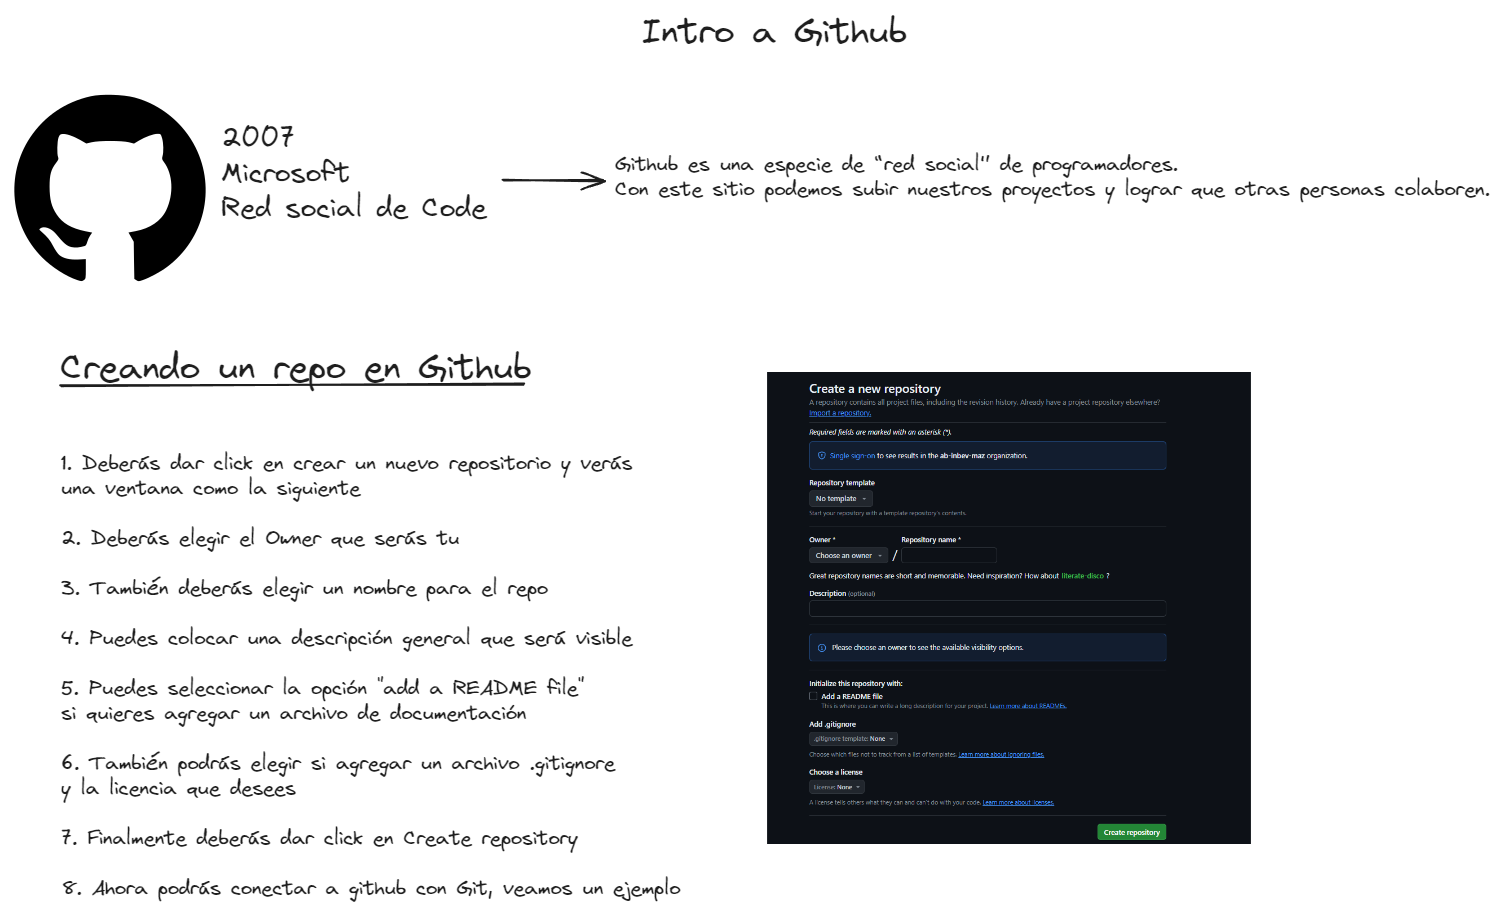 Intro a Github
2007
Microsoft
Red social de Code
Github es una especie de "red social" de programadores.
Con este sitio podemos subir nuestros proyectos y lograr que otras personas colaboren.
Creando un repo en Github
1. Deberás dar click en crear un nuevo repositorio y verás
una ventana como la siguiente
2. Deberás elegir el Owner que serás tu
3. También deberás elegir un nombre para el repo
4. Puedes colocar una descripción general que será visible
5. Puedes seleccionar la opción "add a README file"
si quieres agregar un archivo de documentación
6. También podrás elegir si agregar un archivo .gitignore
y la licencia que desees
7. Finalmente deberás dar click en Create repository
8. Ahora podrás conectar a github con Git, veamos un ejemplo
Create a new repository
A repository contains all project files, including the revision history. Already have a project repository elsewhere?
Import a repository.
Required fields are marked with an asterisk (*).
Single sign-on to see results in the ab-inbev-maz organization.
Repository template
No template
Start your repository with a template repository's contents.
Owner * Repository name *
Choose an owner /
Great repository names are short and memorable. Need inspiration? How about literate-disco ?
Description (optional)
Please choose an owner to see the available visibility options.
Initialize this repository with:
Add a README file
This is where you can write a long description for your project. Learn more about READMEs.
Add .gitignore
.gitignore template: None
Choose which files not to track from a list of templates. Learn more about ignoring files.
Choose a license
License: None
A license tells others what they can and can't do with your code. Learn more about licenses.
Create repository